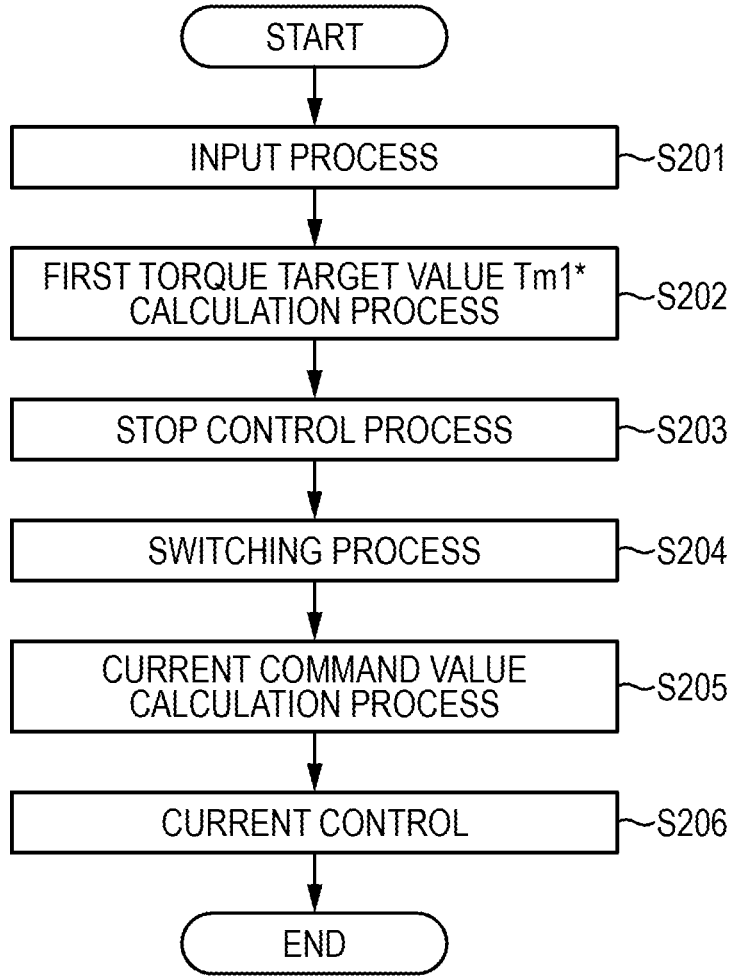 START
INPUT PROCESS
S201
FIRST TORQUE TARGET VALUE Tm1*
CALCULATION PROCESS
S202
STOP CONTROL PROCESS
S203
SWITCHING PROCESS
S204
CURRENT COMMAND VALUE
CALCULATION PROCESS
S205
CURRENT CONTROL
S206
END